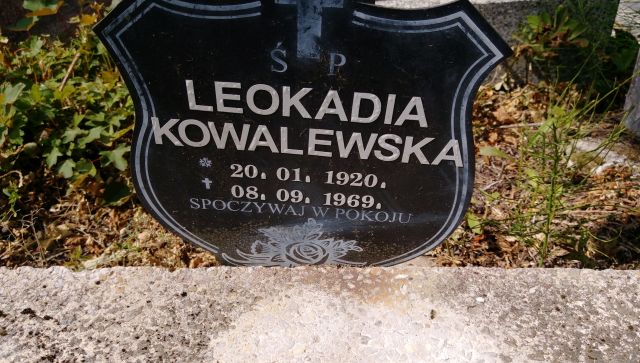 Ś P
LEOKADIA
KOWALEWSKA
20. 01. 1920.
08. 09. 1969.
SPOCZYWAJ W POKOJU